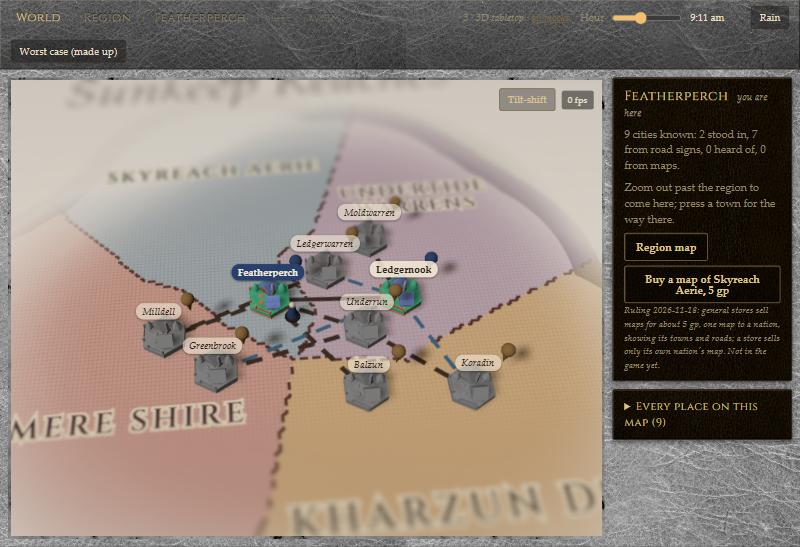 World
Region
Featherperch
3D tabletop
Hour
9:11 am
Rain
Worst case (made up)
Sunkeep
Tilt-shift
0 fps
SKYREACH AERIE
UNDERTIDE
Moldwarren
Ledgerwarren
Featherperch
Ledgernook
Milldell
Underrun
Greenbrook
Balzun
Koradin
MERE SHIRE
KHARZUN D
Featherperch you are
here
9 cities known: 2 stood in, 7
from road signs, 0 heard of, 0
from maps.
Zoom out past the region to
come here; press a town for the
way there.
Region map
Buy a map of Skyreach
Aerie, 5 gp
Ruling 2026-11-18: general stores sell
maps for about 5 gp, one map to a nation,
showing its towns and roads; a store sells
only its own nation's map. Not in the
game yet.
▶ Every place on this
map (9)